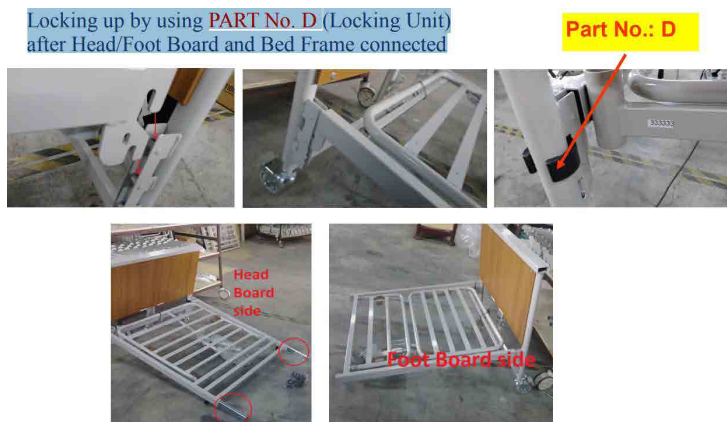 Locking up by using PART No. D (Locking Unit)
after Head/Foot Board and Bed Frame connected
Part No.: D
Head
Board
side
Foot Board side